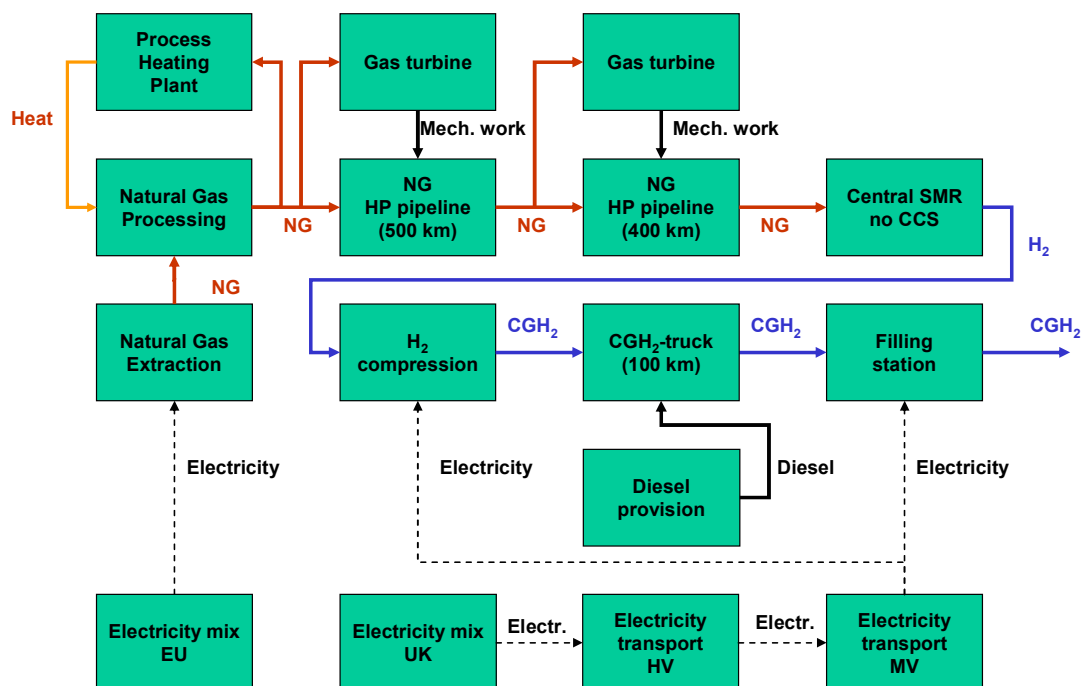 Process
Heating
Plant
Gas turbine
Gas turbine
Heat
Mech. work
Mech. work
Natural Gas
Processing
NG
NG
HP pipeline
(500 km)
NG
NG
HP pipeline
(400 km)
NG
Central SMR
no CCS
H₂
NG
Natural Gas
Extraction
H₂
compression
CGH₂
CGH₂-truck
(100 km)
CGH₂
Filling
station
CGH₂
Electricity
Electricity
Diesel
provision
Diesel
Electricity
Electricity mix
EU
Electricity mix
UK
Electr.
Electricity
transport
HV
Electr.
Electricity
transport
MV